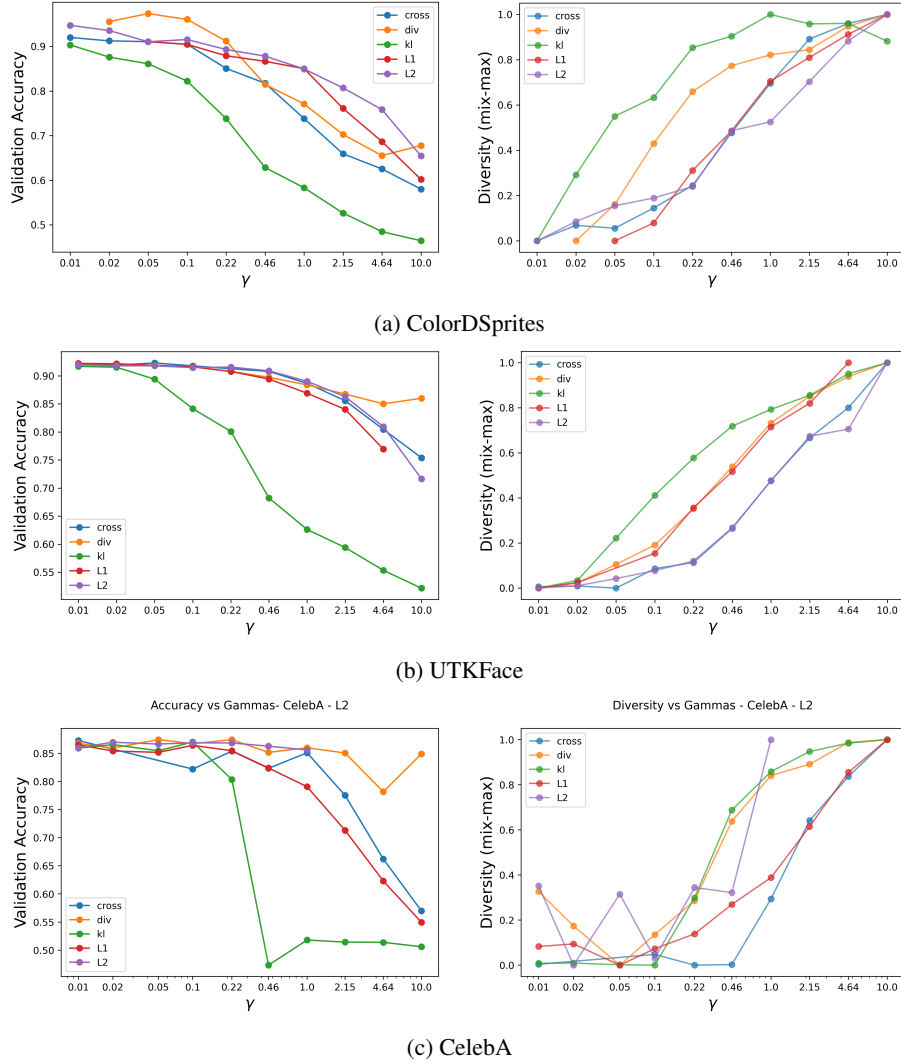 Validation Accuracy
0.9
0.8
0.7
0.6
0.5
cross
div
kl
L1
L2
0.01 0.02 0.05 0.1 0.22 0.46 1.0 2.15 4.64 10.0
γ
Diversity (mix-max)
1.0
0.8
0.6
0.4
0.2
0.0
cross
div
kl
L1
L2
0.01 0.02 0.05 0.1 0.22 0.46 1.0 2.15 4.64 10.0
γ
(a) ColorDSprites
Validation Accuracy
0.90
0.85
0.80
0.75
0.70
0.65
0.60
0.55
cross
div
kl
L1
L2
0.01 0.02 0.05 0.1 0.22 0.46 1.0 2.15 4.64 10.0
γ
Diversity (mix-max)
1.0
0.8
0.6
0.4
0.2
0.0
cross
div
kl
L1
L2
0.01 0.02 0.05 0.1 0.22 0.46 1.0 2.15 4.64 10.0
γ
(b) UTKFace
Accuracy vs Gammas- CelebA - L2
Validation Accuracy
0.85
0.80
0.75
0.70
0.65
0.60
0.55
0.50
cross
div
kl
L1
L2
0.01 0.02 0.05 0.1 0.22 0.46 1.0 2.15 4.64 10.0
γ
Diversity vs Gammas - CelebA - L2
Diversity (mix-max)
1.0
0.8
0.6
0.4
0.2
0.0
cross
div
kl
L1
L2
0.01 0.02 0.05 0.1 0.22 0.46 1.0 2.15 4.64 10.0
γ
(c) CelebA